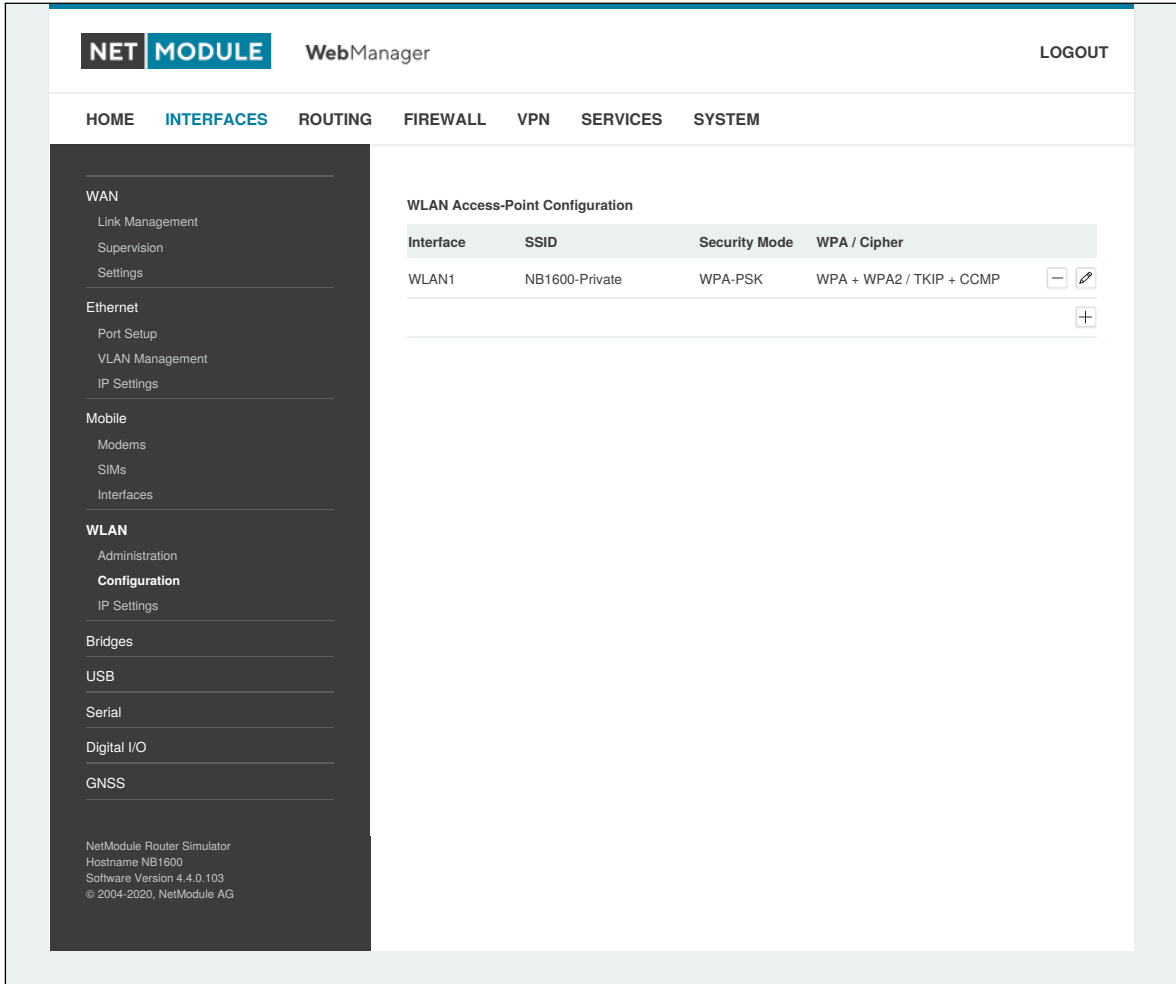 NET MODULE WebManager LOGOUT
HOME INTERFACES ROUTING FIREWALL VPN SERVICES SYSTEM
WAN
Link Management
Supervision
Settings
Ethernet
Port Setup
VLAN Management
IP Settings
Mobile
Modems
SIMs
Interfaces
WLAN
Administration
Configuration
IP Settings
Bridges
USB
Serial
Digital I/O
GNSS
NetModule Router Simulator
Hostname NB1600
Software Version 4.4.0.103
© 2004-2020, NetModule AG
WLAN Access-Point Configuration
Interface SSID Security Mode WPA / Cipher
WLAN1 NB1600-Private WPA-PSK WPA + WPA2 / TKIP + CCMP